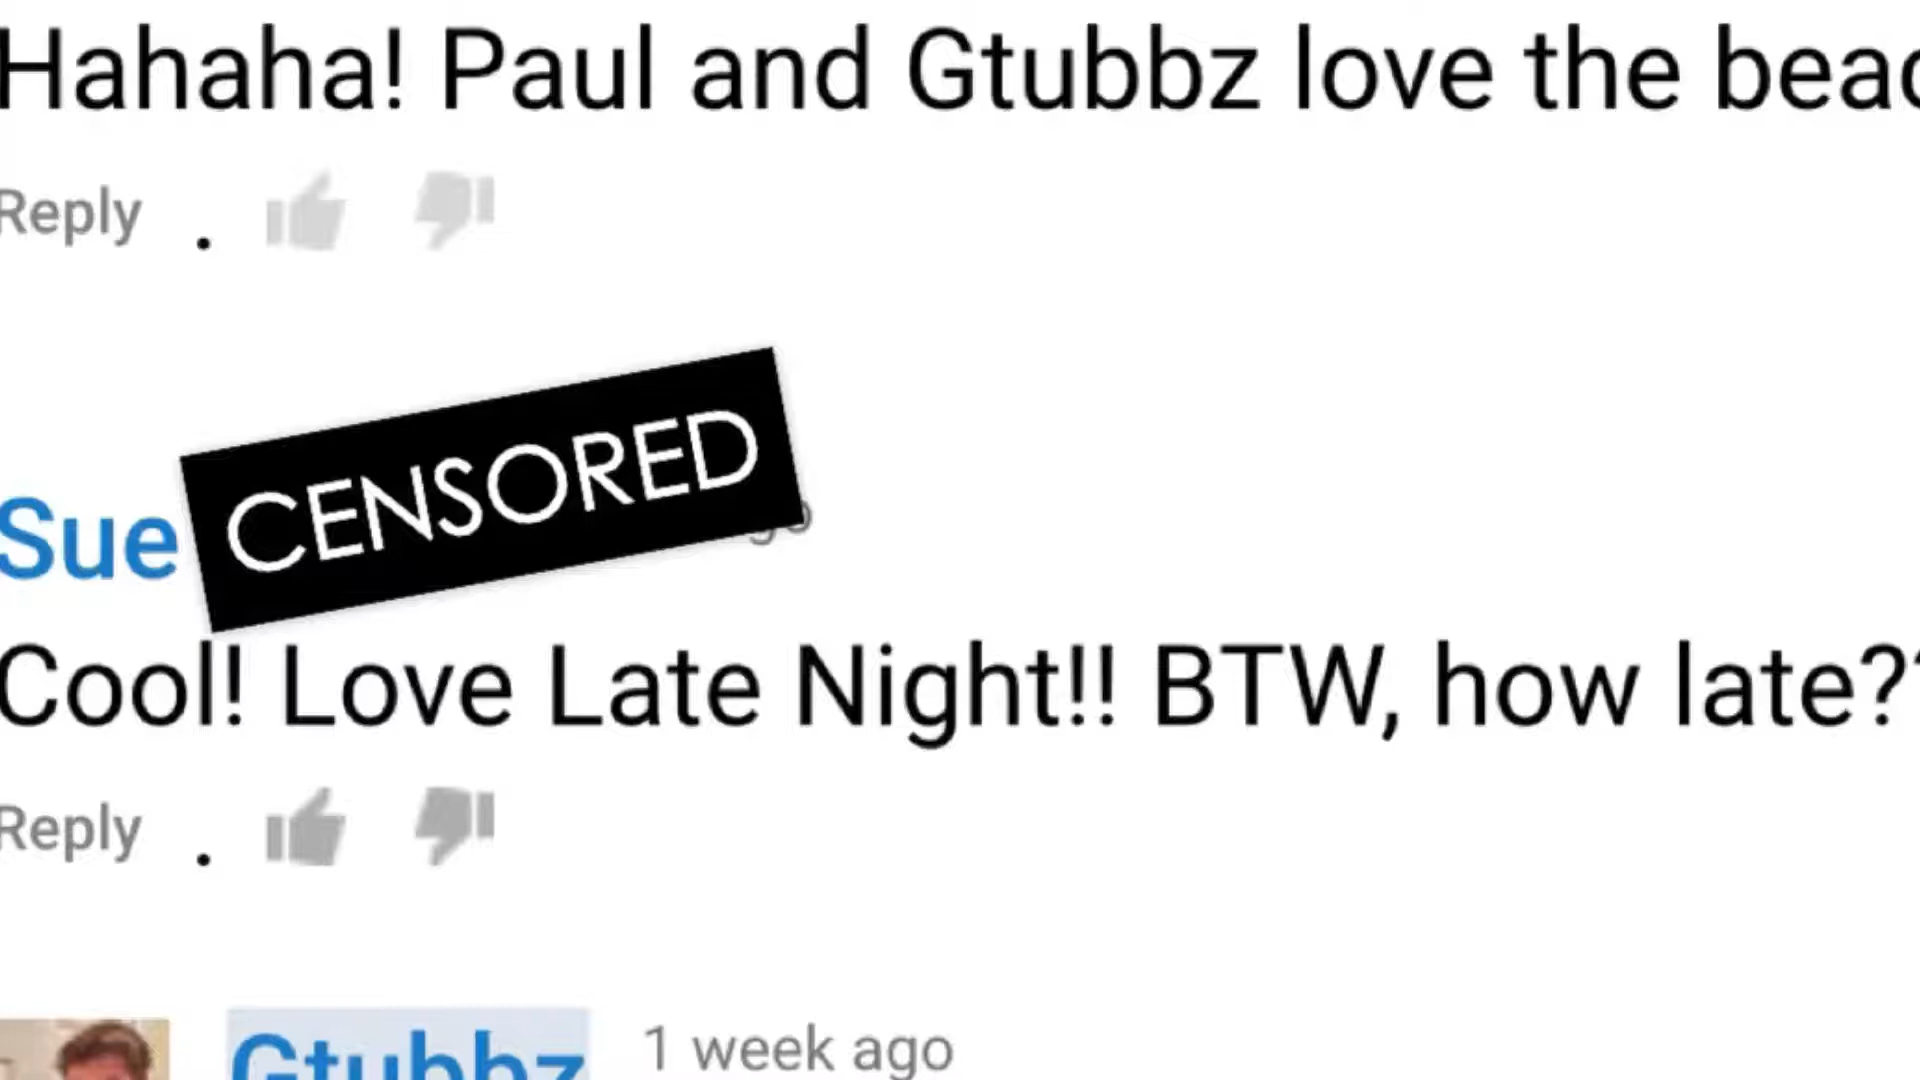 Hahaha! Paul and Gtubbz love the
Reply .
CENSORED
Sue
Cool! Love Late Night!! BTW, how late?
Reply .
Gtubbz 1 week ago